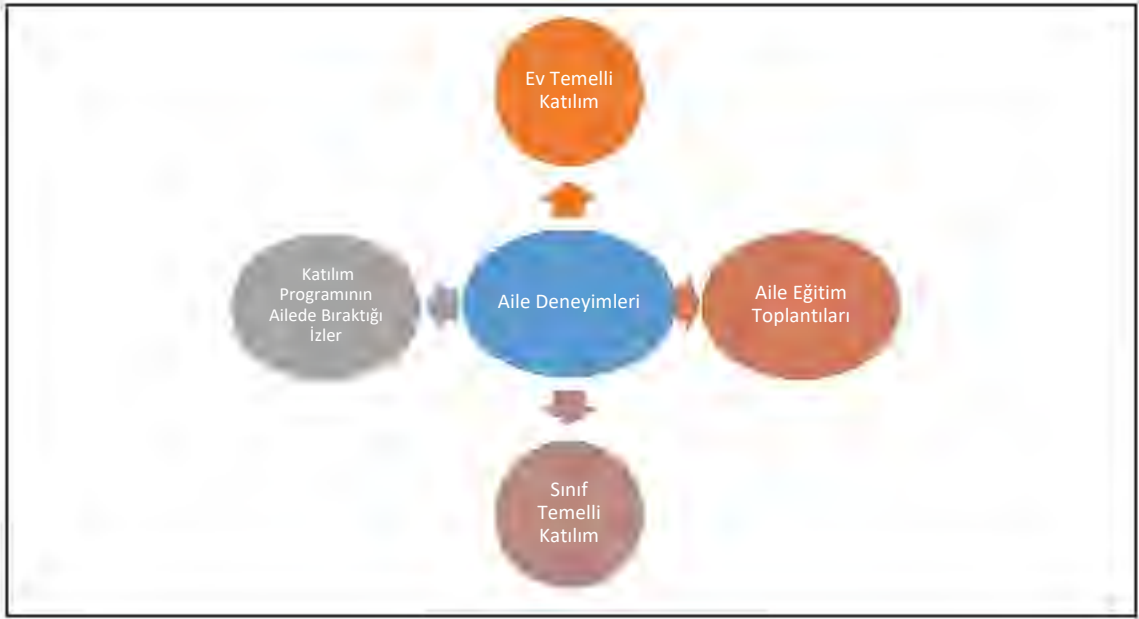 Ev Temelli
Katılım
Katılım
Programının
Ailede Bıraktığı
İzler
Aile Deneyimleri
Aile Eğitim
Toplantıları
Sınıf
Temelli
Katılım